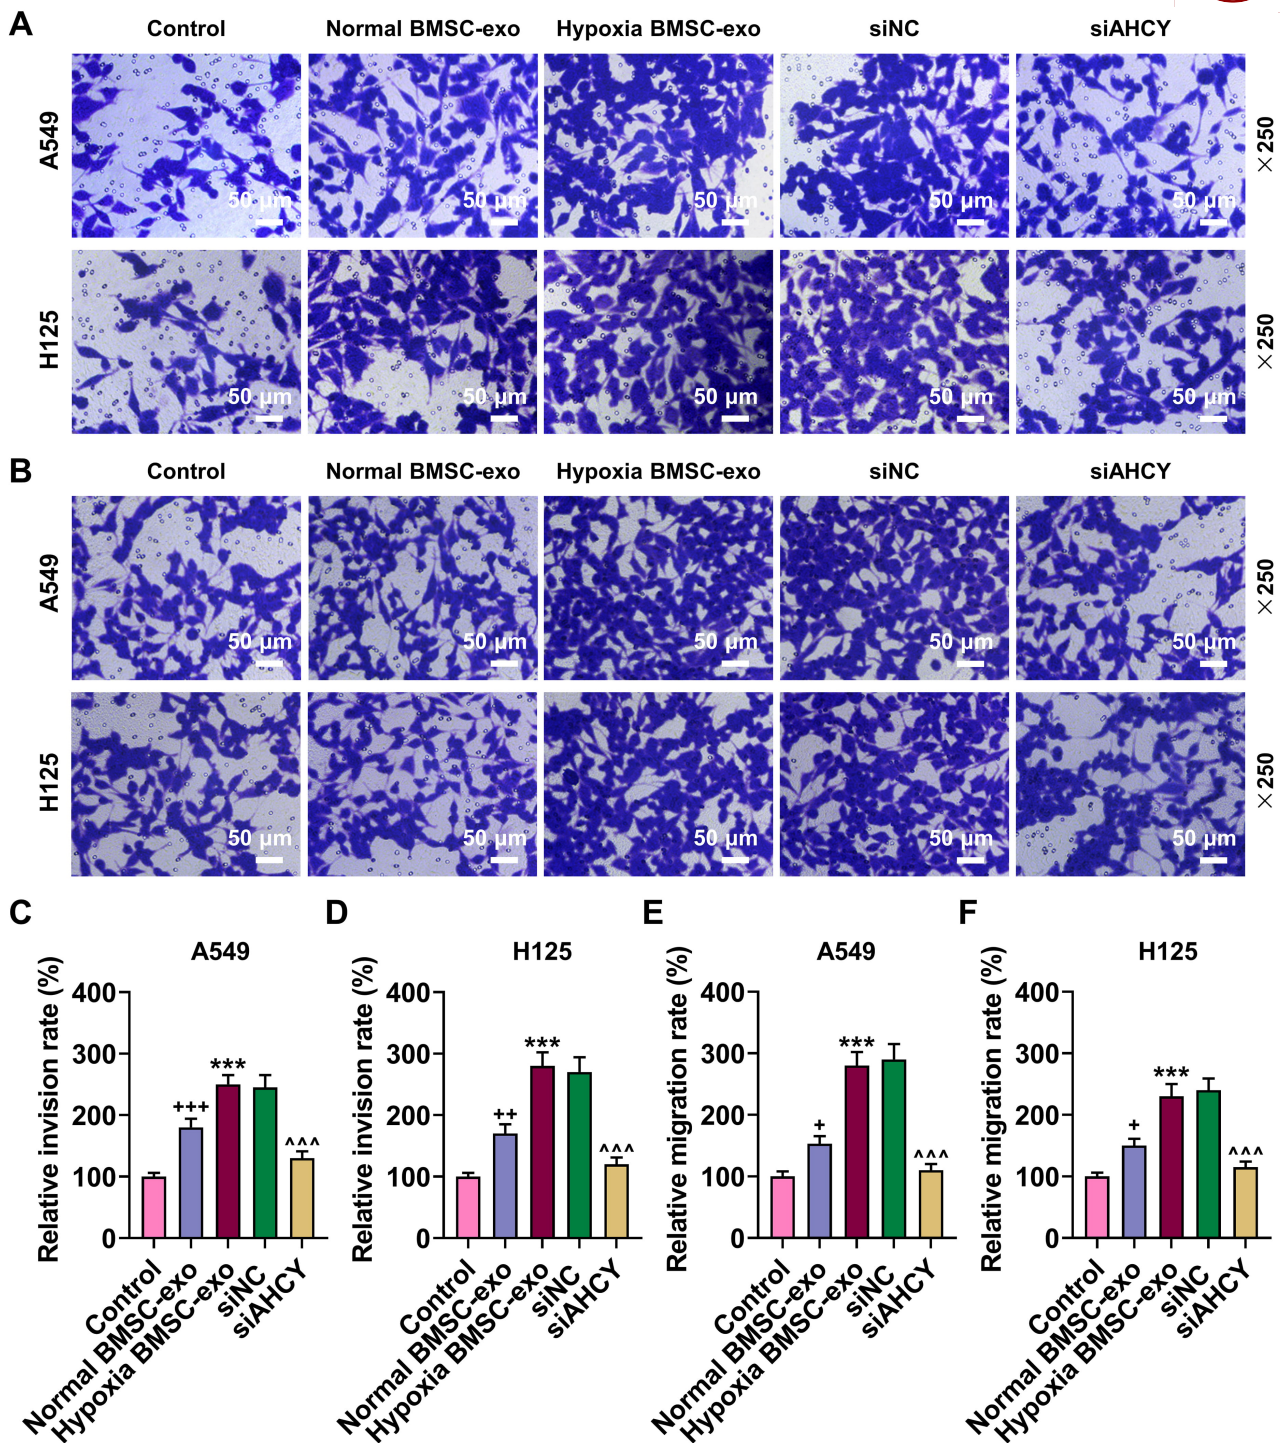 A
Control Normal BMSC-exo Hypoxia BMSC-exo siNC siAHCY
A549
50 μm 50 μm 50 μm 50 μm 50 μm
×250
H125
50 μm 50 μm 50 μm 50 μm 50 μm
×250
B
Control Normal BMSC-exo Hypoxia BMSC-exo siNC siAHCY
A549
50 μm 50 μm 50 μm 50 μm 50 μm
×250
H125
50 μm 50 μm 50 μm 50 μm 50 μm
×250
C
A549
Relative invision rate (%)
400
300
200
100
0
+++
***
^^^
Control
Normal BMSC-exo
Hypoxia BMSC-exo
siNC
siAHCY
D
H125
Relative invision rate (%)
400
300
200
100
0
++
***
^^^
Control
Normal BMSC-exo
Hypoxia BMSC-exo
siNC
siAHCY
E
A549
Relative migration rate (%)
400
300
200
100
0
+
***
^^^
Control
Normal BMSC-exo
Hypoxia BMSC-exo
siNC
siAHCY
F
H125
Relative migration rate (%)
400
300
200
100
0
+
***
^^^
Control
Normal BMSC-exo
Hypoxia BMSC-exo
siNC
siAHCY